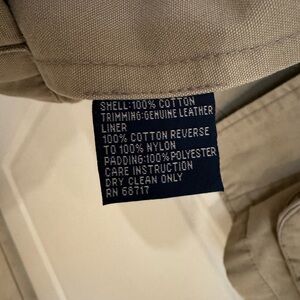 SHELL:100% COTTON
TRIMMING:GENUINE LEATHER
LINER
100% COTTON REVERSE
TO 100% NYLON
PADDING:100%POLYESTER
CARE INSTRUCTION
DRY CLEAN ONLY
RN 68717